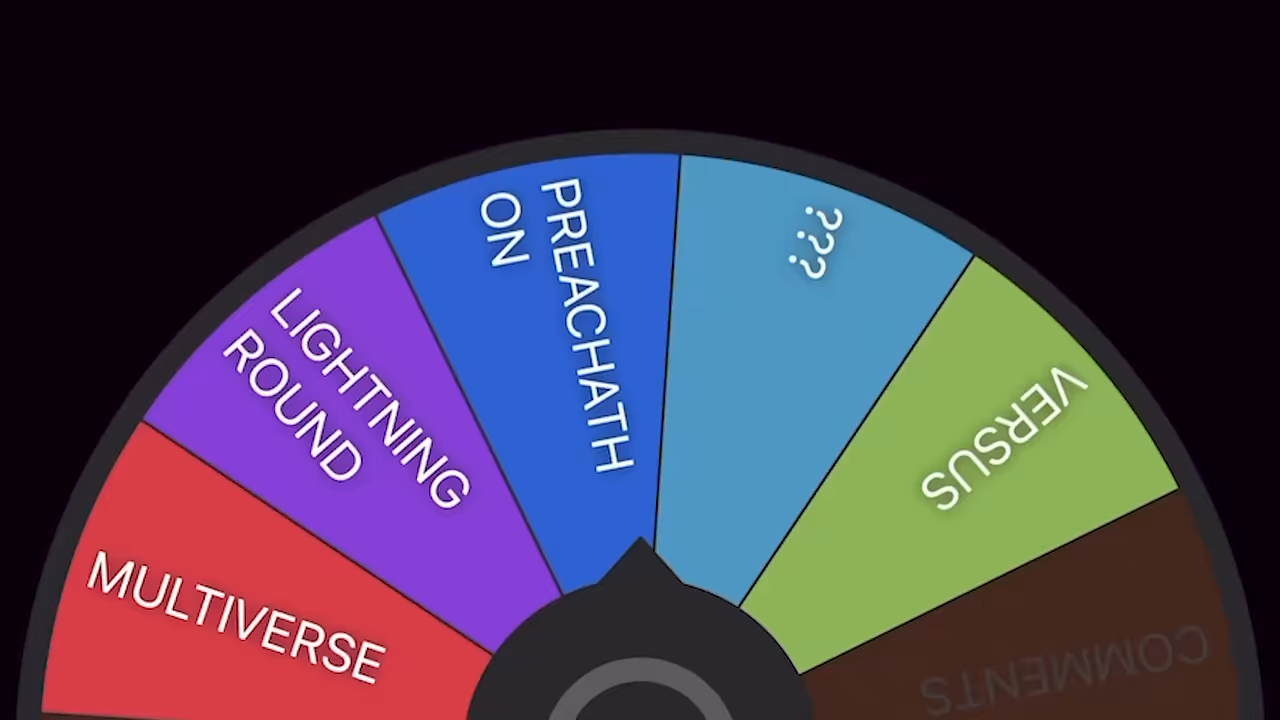 MULTIVERSE
LIGHTNING
ROUND
PREACHATH
ON
???
VERSUS
COMMENTS